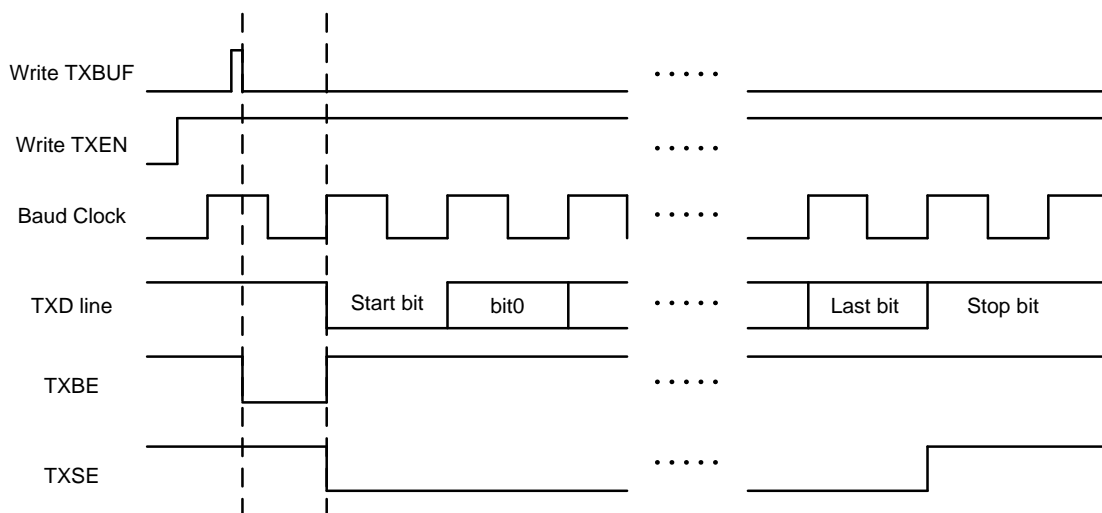 Write TXBUF
Write TXEN
Baud Clock
TXD line
Start bit
bit0
Last bit
Stop bit
TXBE
TXSE